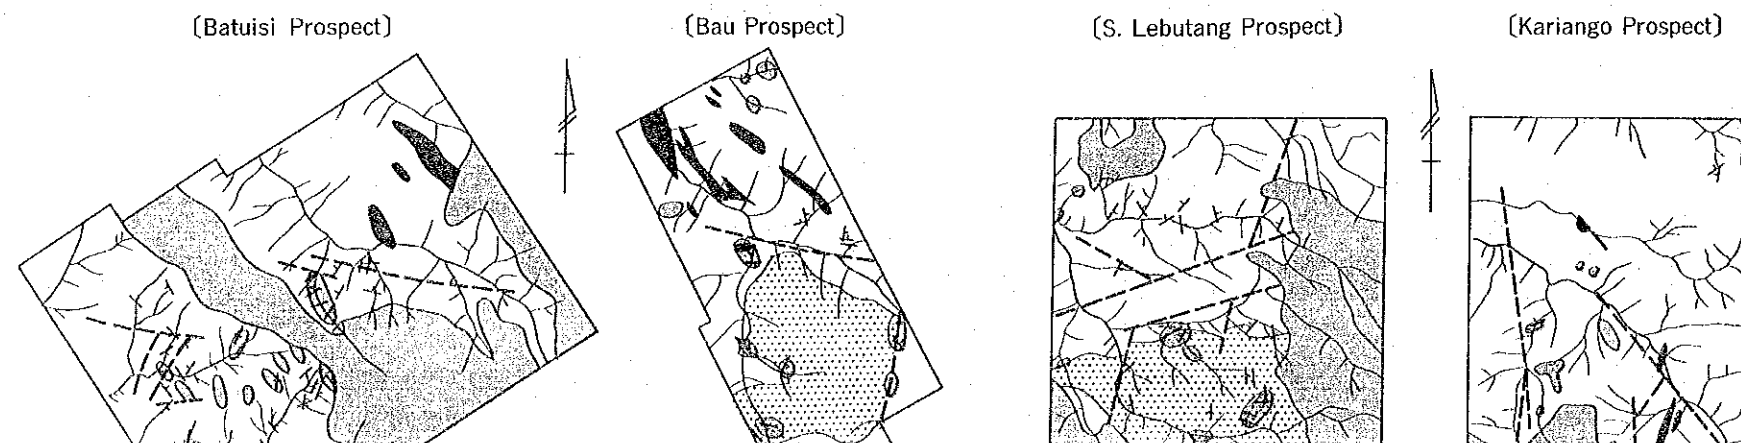 [Batuisi Prospect]
[Bau Prospect]
[S. Lebutang Prospect]
[Kariango Prospect]